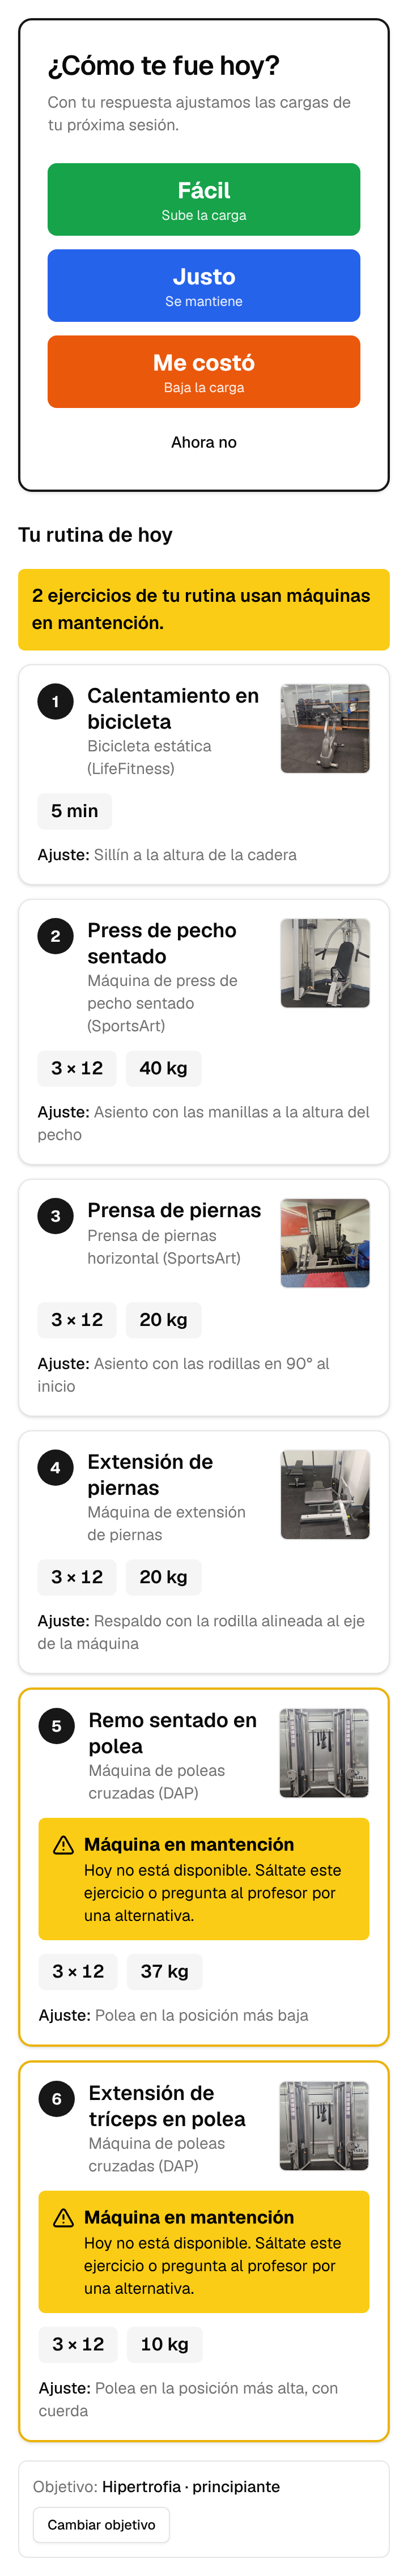 ¿Cómo te fue hoy?
Con tu respuesta ajustamos las cargas de
tu próxima sesión.
Fácil
Sube la carga
Justo
Se mantiene
Me costó
Baja la carga
Ahora no
Tu rutina de hoy
2 ejercicios de tu rutina usan máquinas
en mantención.
1
Calentamiento en
bicicleta
Bicicleta estática
(LifeFitness)
5 min
Ajuste: Sillín a la altura de la cadera
2
Press de pecho
sentado
Máquina de press de
pecho sentado
(SportsArt)
3 × 12
40 kg
Ajuste: Asiento con las manillas a la altura del
pecho
3
Prensa de piernas
Prensa de piernas
horizontal (SportsArt)
3 × 12
20 kg
Ajuste: Asiento con las rodillas en 90° al
inicio
4
Extensión de
piernas
Máquina de extensión
de piernas
3 × 12
20 kg
Ajuste: Respaldo con la rodilla alineada al eje
de la máquina
5
Remo sentado en
polea
Máquina de poleas
cruzadas (DAP)
Máquina en mantención
Hoy no está disponible. Sáltate este
ejercicio o pregunta al profesor por
una alternativa.
3 × 12
37 kg
Ajuste: Polea en la posición más baja
6
Extensión de
tríceps en polea
Máquina de poleas
cruzadas (DAP)
Máquina en mantención
Hoy no está disponible. Sáltate este
ejercicio o pregunta al profesor por
una alternativa.
3 × 12
10 kg
Ajuste: Polea en la posición más alta, con
cuerda
Objetivo: Hipertrofia · principiante
Cambiar objetivo